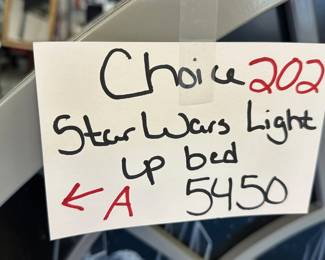 Choice 202
Star Wars Light
up bed
← A 5450